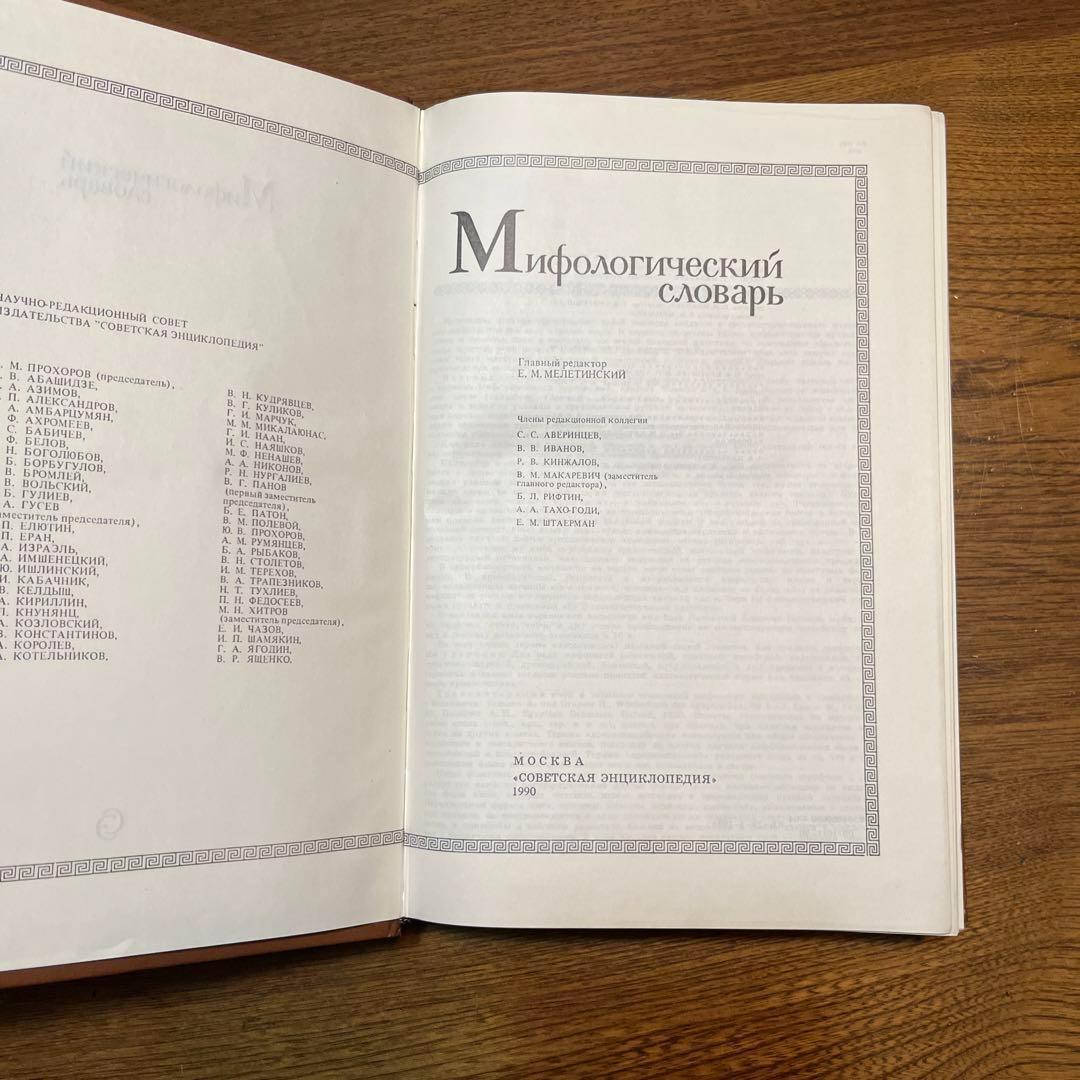 НАУЧНО-РЕДАКЦИОННЫЙ СОВЕТ
ИЗДАТЕЛЬСТВА "СОВЕТСКАЯ ЭНЦИКЛОПЕДИЯ"
М. ПРОХОРОВ (председатель),
В. АБАШИДЗЕ,
А. АЗИМОВ,
П. АЛЕКСАНДРОВ,
А. АМБАРЦУМЯН,
Ф. АХРОМЕЕВ,
С. БАБИЧЕВ,
Ф. БЕЛОВ,
Н. БОГОЛЮБОВ,
Б. БОРБУГУЛОВ,
В. БРОМЛЕЙ,
В. ВОЛЬСКИЙ,
Б. ГУЛИЕВ,
А. ГУСЕВ
(заместитель председателя),
П. ЕЛЮТИН,
П. ЕРАН,
А. ИЗРАЭЛЬ,
А. ИМШЕНЕЦКИЙ,
Ю. ИШЛИНСКИЙ,
И. КАБАЧНИК,
В. КЕЛДЫШ,
А. КИРИЛЛИН,
Л. КНУНЯНЦ,
А. КОЗЛОВСКИЙ,
В. КОНСТАНТИНОВ,
А. КОРОЛЕВ,
А. КОТЕЛЬНИКОВ,
В. Н. КУДРЯВЦЕВ,
В. Г. КУЛИКОВ,
Г. И. МАРЧУК,
М. М. МИКАЛАЮНАС,
Г. И. НААН,
И. С. НАЯШКОВ,
М. Ф. НЕНАШЕВ,
А. А. НИКОНОВ,
Р. Н. НУРГАЛИЕВ,
В. Г. ПАНОВ
(первый заместитель
председателя),
Б. Е. ПАТОН,
В. М. ПОЛЕВОЙ,
Ю. В. ПРОХОРОВ,
А. М. РУМЯНЦЕВ,
Б. А. РЫБАКОВ,
В. Н. СТОЛЕТОВ,
И. М. ТЕРЕХОВ,
В. А. ТРАПЕЗНИКОВ,
Н. Т. ТУХЛИЕВ,
П. Н. ФЕДОСЕЕВ,
М. Н. ХИТРОВ
(заместитель председателя),
Е. И. ЧАЗОВ,
И. П. ШАМЯКИН,
Г. А. ЯГОДИН,
В. Р. ЯЩЕНКО.
Мифологический
словарь
Главный редактор
Е. М. МЕЛЕТИНСКИЙ
Члены редакционной коллегии
С. С. АВЕРИНЦЕВ,
В. В. ИВАНОВ,
Р. В. КИНЖАЛОВ,
В. М. МАКАРЕВИЧ (заместитель
главного редактора),
Б. Л. РИФТИН,
А. А. ТАХО-ГОДИ,
Е. М. ШТАЕРМАН
МОСКВА
«СОВЕТСКАЯ ЭНЦИКЛОПЕДИЯ»
1990